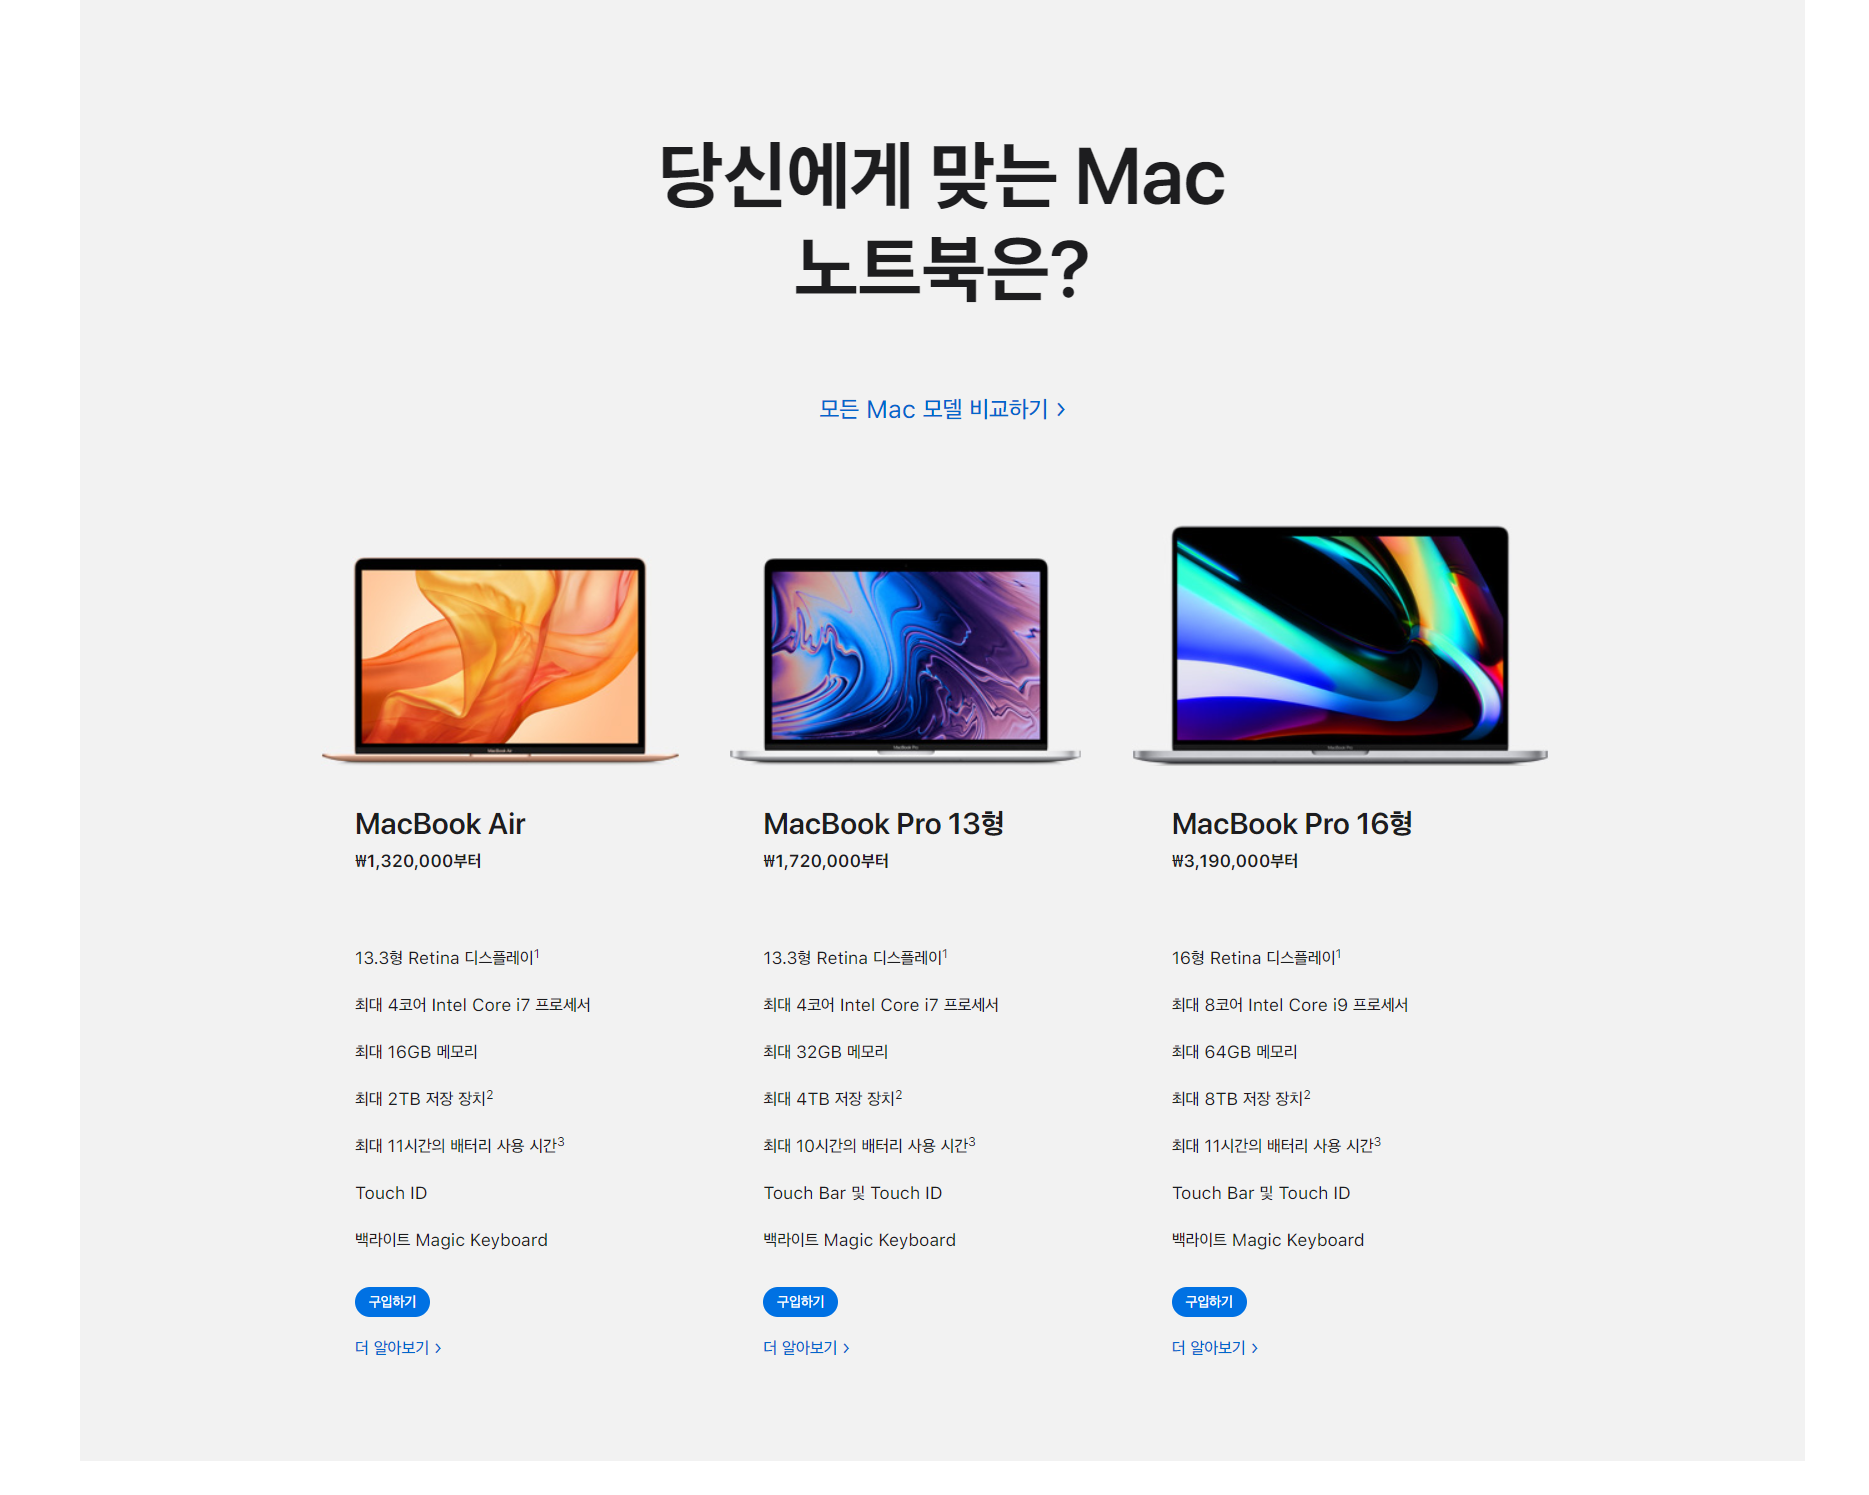 당신에게 맞는 Mac
노트북은?
모든 Mac 모델 비교하기 >
MacBook Air
MacBook Pro
MacBook Pro
MacBook Air
₩1,320,000부터
13.3형 Retina 디스플레이¹
최대 4코어 Intel Core i7 프로세서
최대 16GB 메모리
최대 2TB 저장 장치²
최대 11시간의 배터리 사용 시간³
Touch ID
백라이트 Magic Keyboard
구입하기
더 알아보기 >
MacBook Pro 13형
₩1,720,000부터
13.3형 Retina 디스플레이¹
최대 4코어 Intel Core i7 프로세서
최대 32GB 메모리
최대 4TB 저장 장치²
최대 10시간의 배터리 사용 시간³
Touch Bar 및 Touch ID
백라이트 Magic Keyboard
구입하기
더 알아보기 >
MacBook Pro 16형
₩3,190,000부터
16형 Retina 디스플레이¹
최대 8코어 Intel Core i9 프로세서
최대 64GB 메모리
최대 8TB 저장 장치²
최대 11시간의 배터리 사용 시간³
Touch Bar 및 Touch ID
백라이트 Magic Keyboard
구입하기
더 알아보기 >